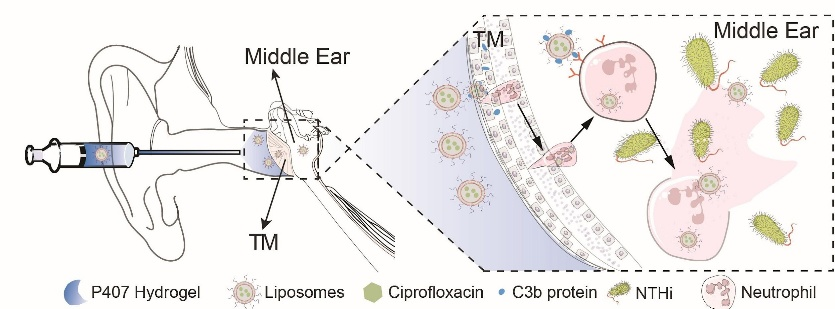 Middle Ear
TM
TM
Middle Ear
P407 Hydrogel
Liposomes
Ciprofloxacin
C3b protein
NTHi
Neutrophil